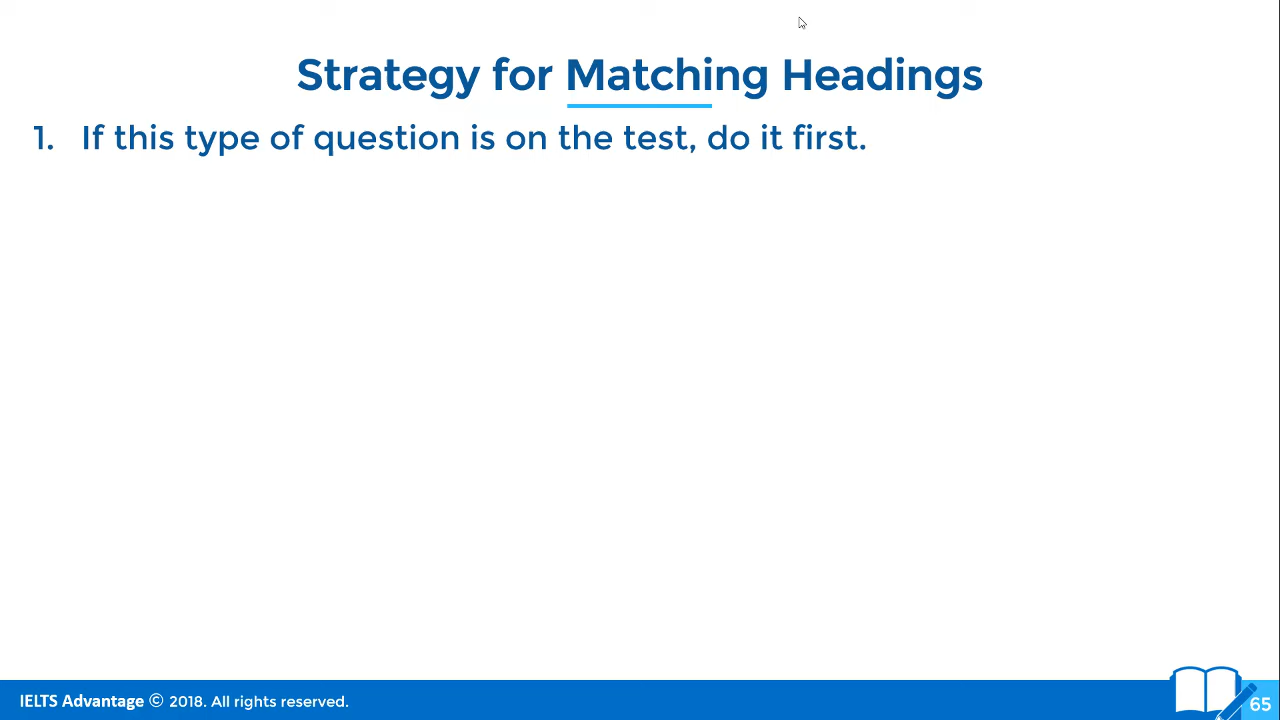 Strategy for Matching Headings
1. If this type of question is on the test, do it first.
IELTS Advantage © 2018. All rights reserved.
65